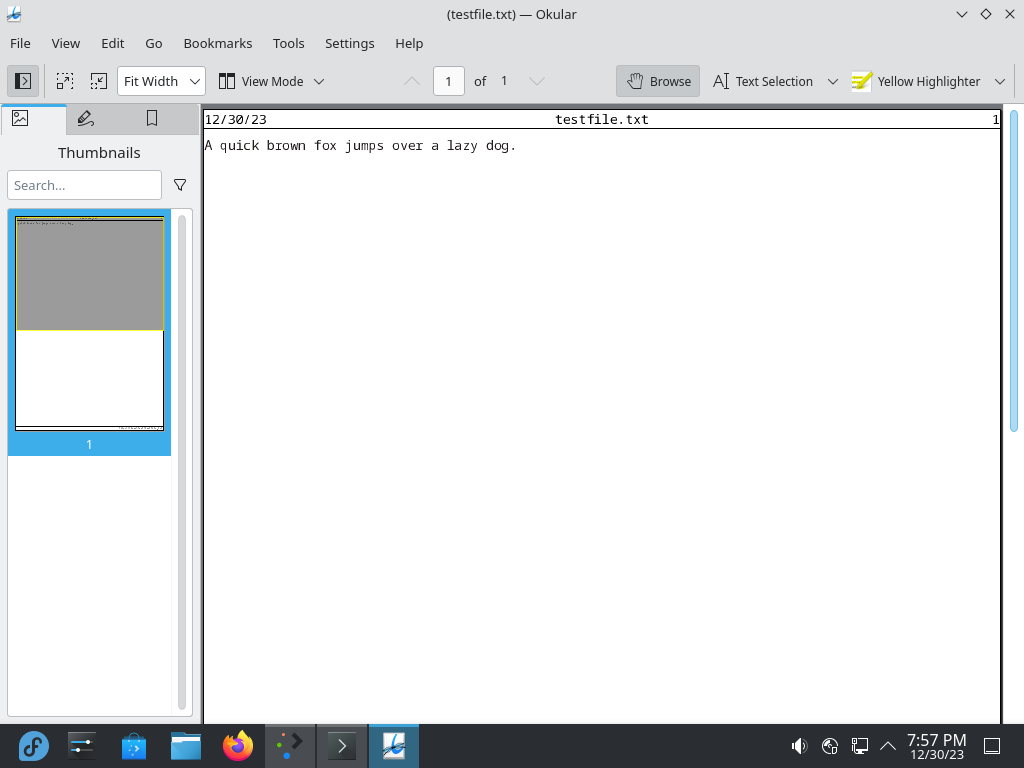 (testfile.txt) — Okular
File View Edit Go Bookmarks Tools Settings Help
Fit Width View Mode 1 of 1 Browse Text Selection Yellow Highlighter
Thumbnails
Search...
1
12/30/23 testfile.txt 1
A quick brown fox jumps over a lazy dog.
7:57 PM
12/30/23